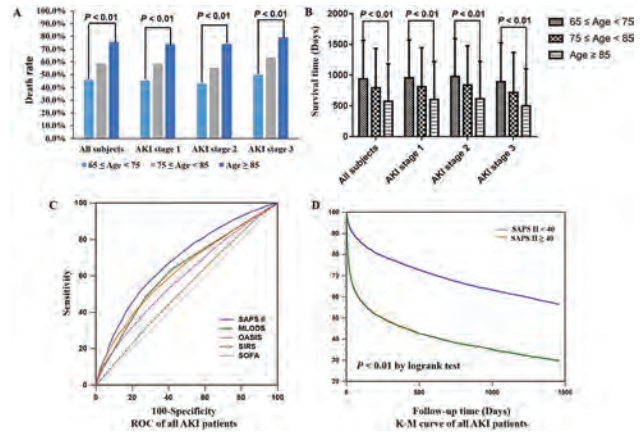 A
P < 0.01
P < 0.01
P < 0.01
P < 0.01
80.0%
70.0%
60.0%
50.0%
40.0%
30.0%
20.0%
10.0%
0.0%
Death rate
All subjects
AKI stage 1
AKI stage 2
AKI stage 3
65 ≤ Age < 75
75 ≤ Age < 85
Age ≥ 85
B
P < 0.01
P < 0.01
P < 0.01
P < 0.01
2000
1500
1000
500
0
Survival time (Days)
All subjects
AKI stage 1
AKI stage 2
AKI stage 3
65 ≤ Age < 75
75 ≤ Age < 85
Age ≥ 85
C
100
80
60
40
20
0
Sensitivity
SAPS-II
MLODS
OASIS
SIRS
SOFA
0 20 40 60 80 100
100-Specificity
ROC of all AKI patients
D
SAPS II < 40
SAPS II ≥ 40
P < 0.01 by logrank test
0 500 1000 1500
Follow-up time (Days)
K-M curve of all AKI patients